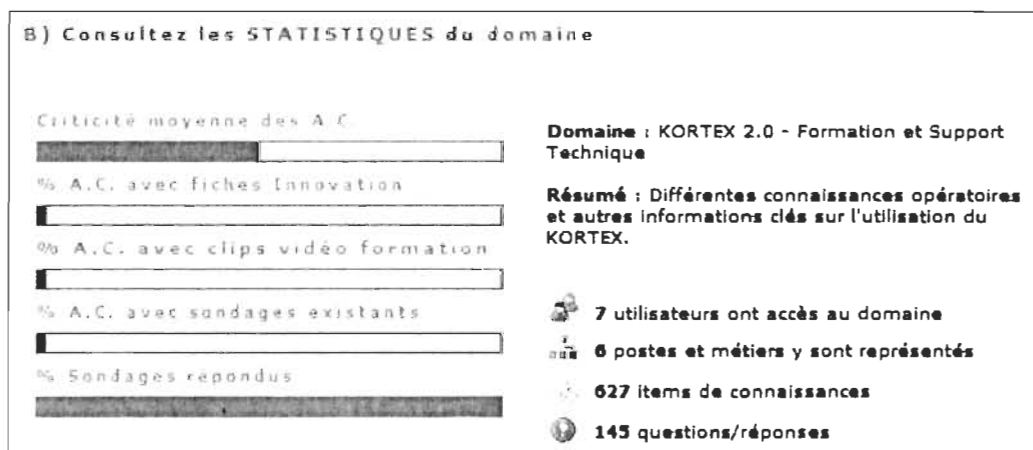 B) Consultez les STATISTIQUES du domaine
Criticité moyenne des A.C.
% A.C. avec fiches Innovation
% A.C. avec clips vidéo formation
% A.C. avec sondages existants
% Sondages repondus
Domaine : KORTEX 2.0 - Formation et Support
Technique
Résumé : Différentes connaissances opératoires
et autres informations clés sur l'utilisation du
KORTEX.
7 utilisateurs ont accès au domaine
6 postes et métiers y sont représentés
627 items de connaissances
145 questions/réponses